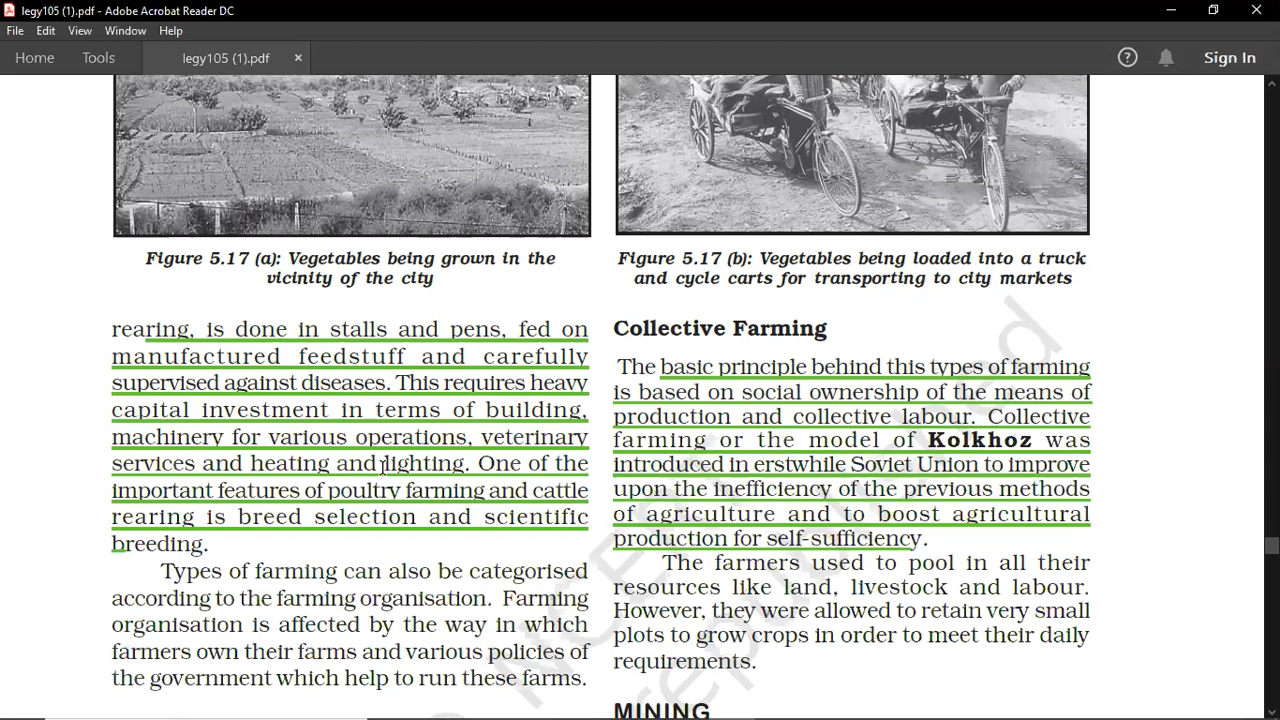 legy105 (1).pdf - Adobe Acrobat Reader DC
File Edit View Window Help
Home Tools legy105 (1).pdf × ? Sign In
Figure 5.17 (a): Vegetables being grown in the
vicinity of the city
Figure 5.17 (b): Vegetables being loaded into a truck
and cycle carts for transporting to city markets
rearing, is done in stalls and pens, fed on
manufactured feedstuff and carefully
supervised against diseases. This requires heavy
capital investment in terms of building,
machinery for various operations, veterinary
services and heating and lighting. One of the
important features of poultry farming and cattle
rearing is breed selection and scientific
breeding.
Types of farming can also be categorised
according to the farming organisation. Farming
organisation is affected by the way in which
farmers own their farms and various policies of
the government which help to run these farms.
Collective Farming
The basic principle behind this types of farming
is based on social ownership of the means of
production and collective labour. Collective
farming or the model of Kolkhoz was
introduced in erstwhile Soviet Union to improve
upon the inefficiency of the previous methods
of agriculture and to boost agricultural
production for self-sufficiency.
The farmers used to pool in all their
resources like land, livestock and labour.
However, they were allowed to retain very small
plots to grow crops in order to meet their daily
requirements.
MINING